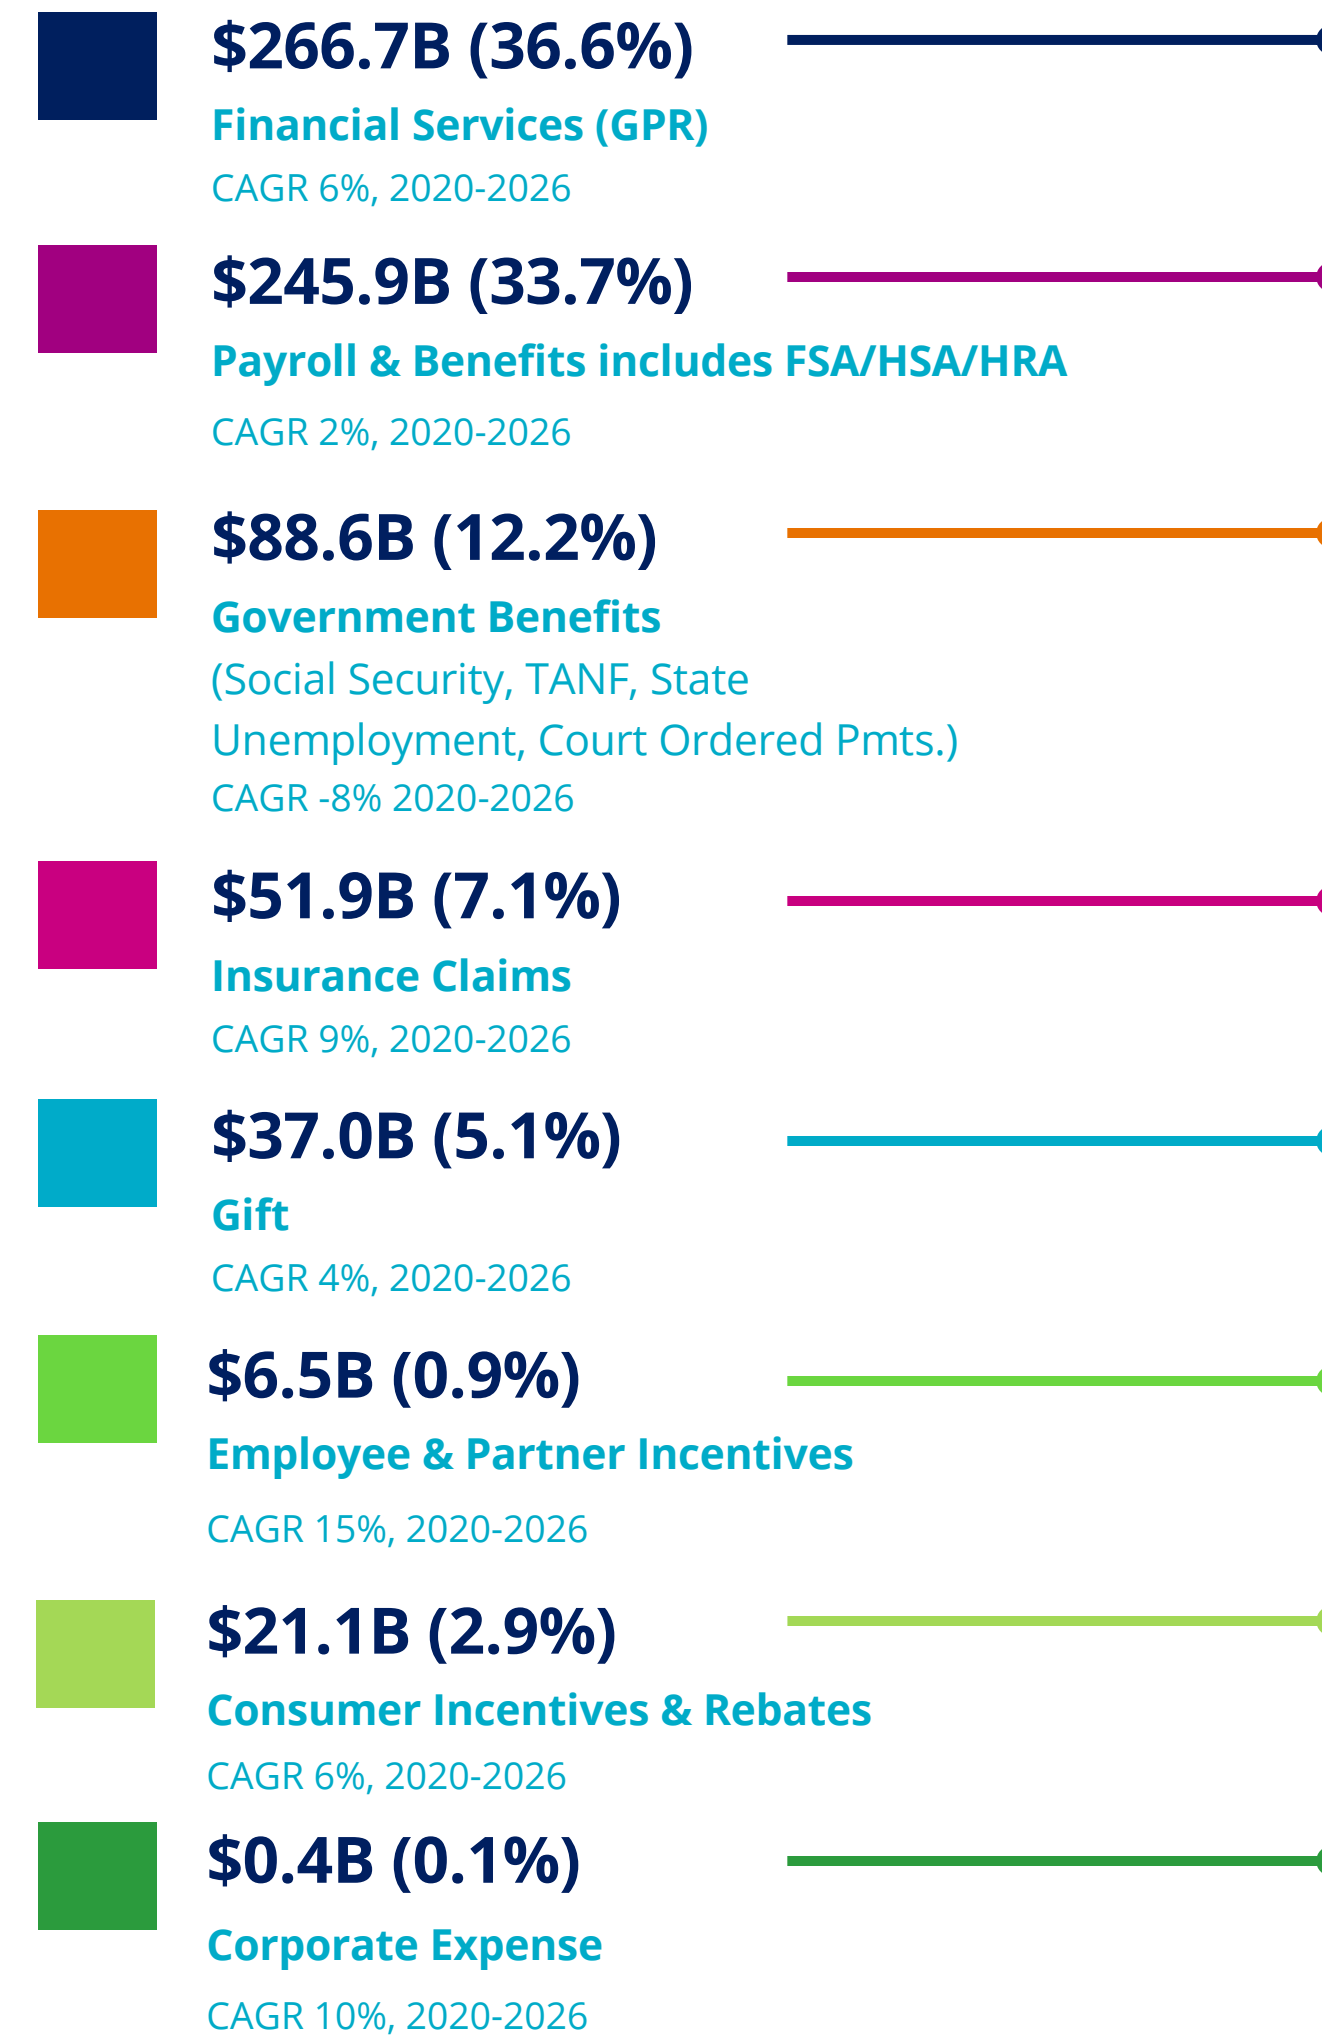 $266.7B (36.6%)
Financial Services (GPR)
CAGR 6%, 2020-2026
$245.9B (33.7%)
Payroll & Benefits includes FSA/HSA/HRA
CAGR 2%, 2020-2026
$88.6B (12.2%)
Government Benefits
(Social Security, TANF, State
Unemployment, Court Ordered Pmts.)
CAGR -8% 2020-2026
$51.9B (7.1%)
Insurance Claims
CAGR 9%, 2020-2026
$37.0B (5.1%)
Gift
CAGR 4%, 2020-2026
$6.5B (0.9%)
Employee & Partner Incentives
CAGR 15%, 2020-2026
$21.1B (2.9%)
Consumer Incentives & Rebates
CAGR 6%, 2020-2026
$0.4B (0.1%)
Corporate Expense
CAGR 10%, 2020-2026